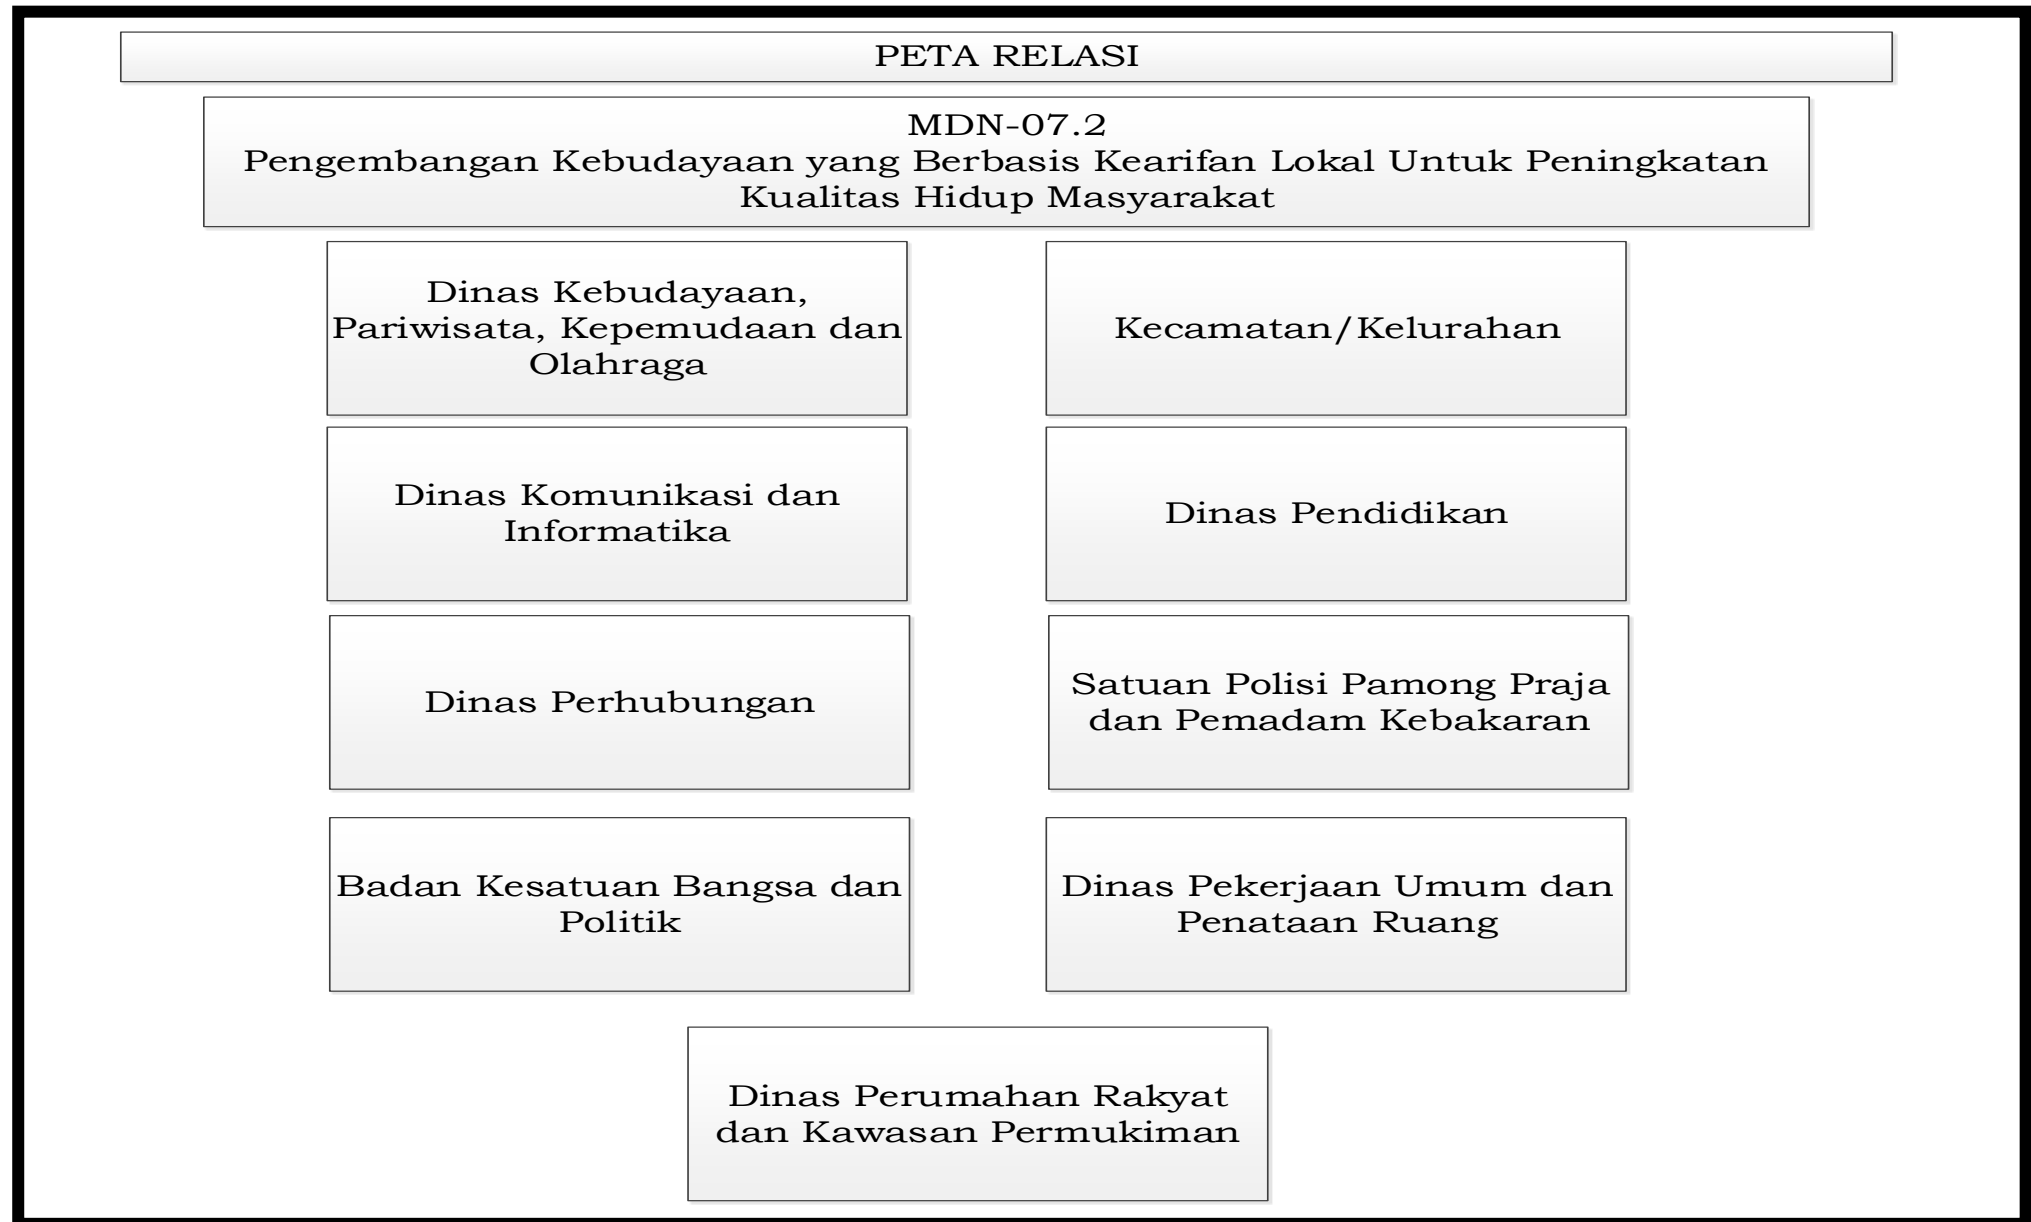 PETA RELASI
MDN-07.2
Pengembangan Kebudayaan yang Berbasis Kearifan Lokal Untuk Peningkatan
Kualitas Hidup Masyarakat
Dinas Kebudayaan,
Pariwisata, Kepemudaan dan
Olahraga
Kecamatan/Kelurahan
Dinas Komunikasi dan
Informatika
Dinas Pendidikan
Dinas Perhubungan
Satuan Polisi Pamong Praja
dan Pemadam Kebakaran
Badan Kesatuan Bangsa dan
Politik
Dinas Pekerjaan Umum dan
Penataan Ruang
Dinas Perumahan Rakyat
dan Kawasan Permukiman